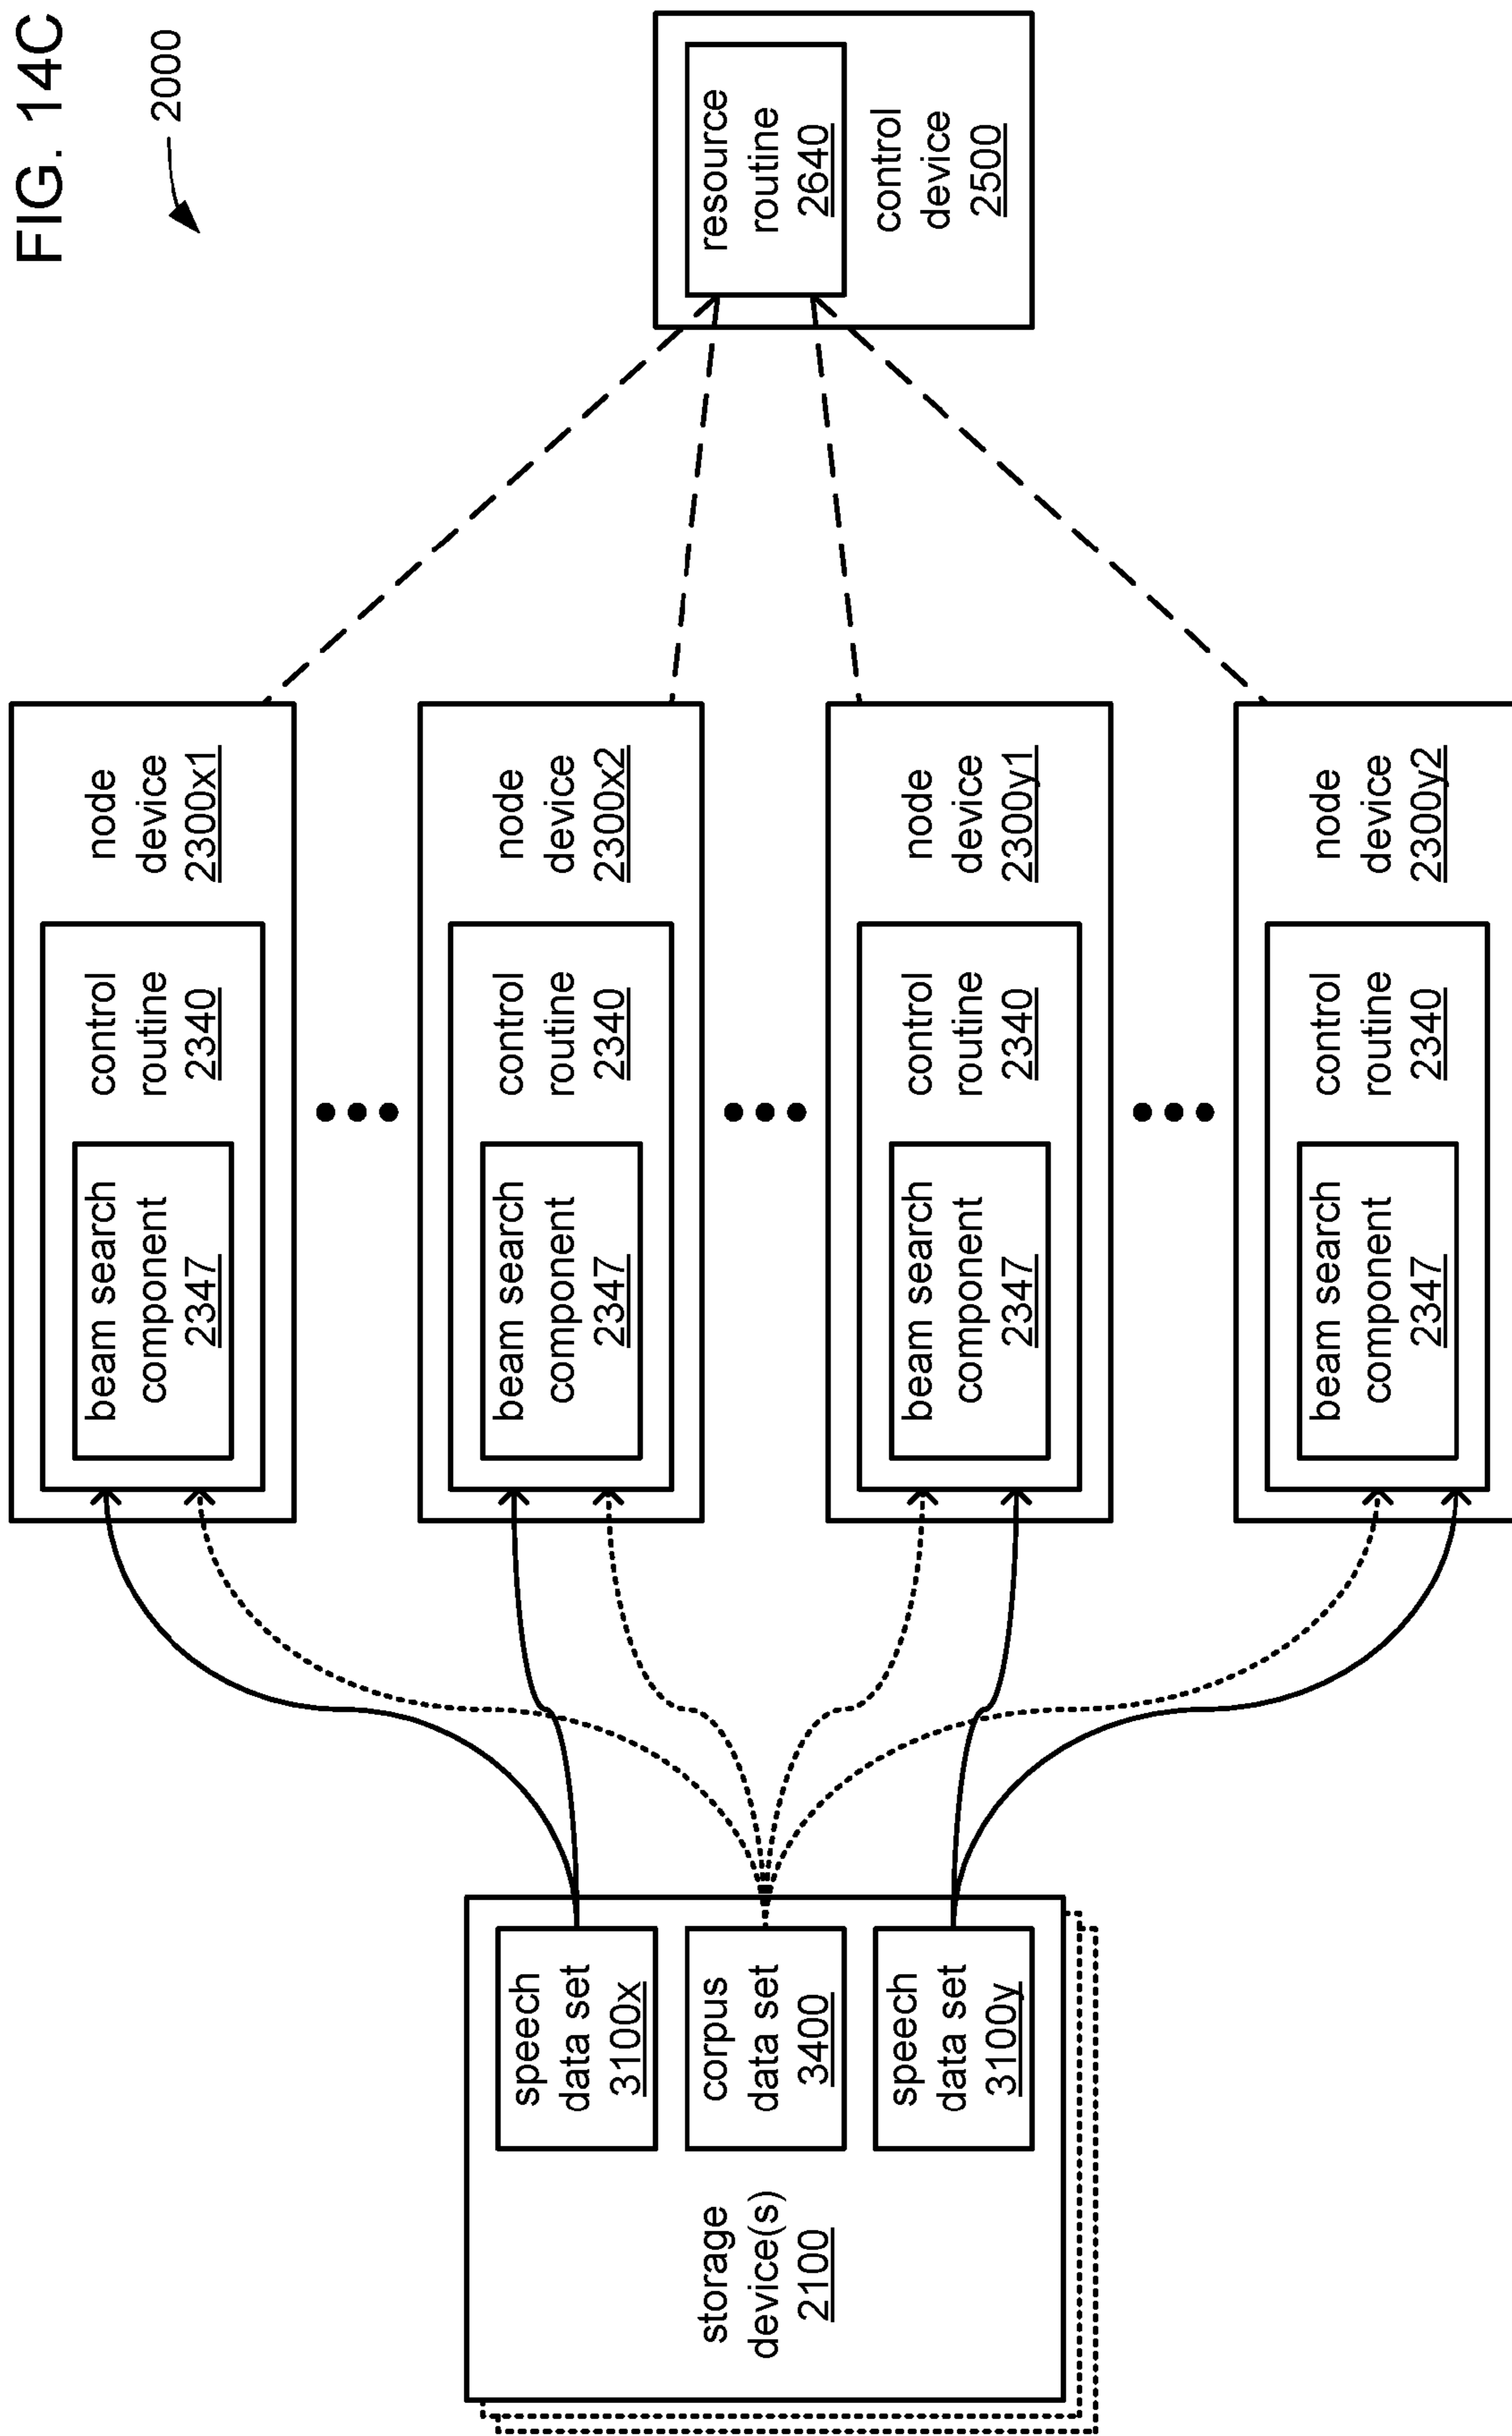 FIG. 14C
2000
storage
device(s)
2100
speech
data set
3100x
corpus
data set
3400
speech
data set
3100y
beam search
component
2347
control
routine
2340
node
device
2300x1
beam search
component
2347
control
routine
2340
node
device
2300x2
beam search
component
2347
control
routine
2340
node
device
2300y1
beam search
component
2347
control
routine
2340
node
device
2300y2
resource
routine
2640
control
device
2500